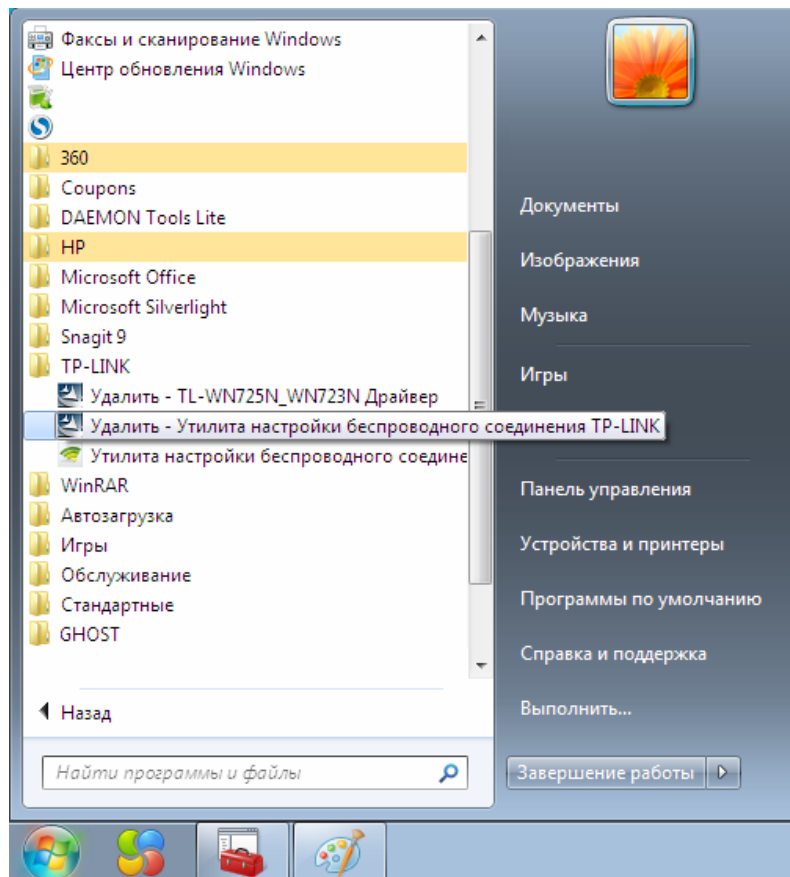 Факсы и сканирование Windows
Центр обновления Windows
360
Coupons
DAEMON Tools Lite
HP
Microsoft Office
Microsoft Silverlight
Snagit 9
TP-LINK
Удалить - TL-WN725N_WN723N Драйвер
Удалить - Утилита настройки беспроводного соединения TP-LINK
Утилита настройки беспроводного соедине
WinRAR
Автозагрузка
Игры
Обслуживание
Стандартные
GHOST
Назад
Найти программы и файлы
Документы
Изображения
Музыка
Игры
Панель управления
Устройства и принтеры
Программы по умолчанию
Справка и поддержка
Выполнить...
Завершение работы